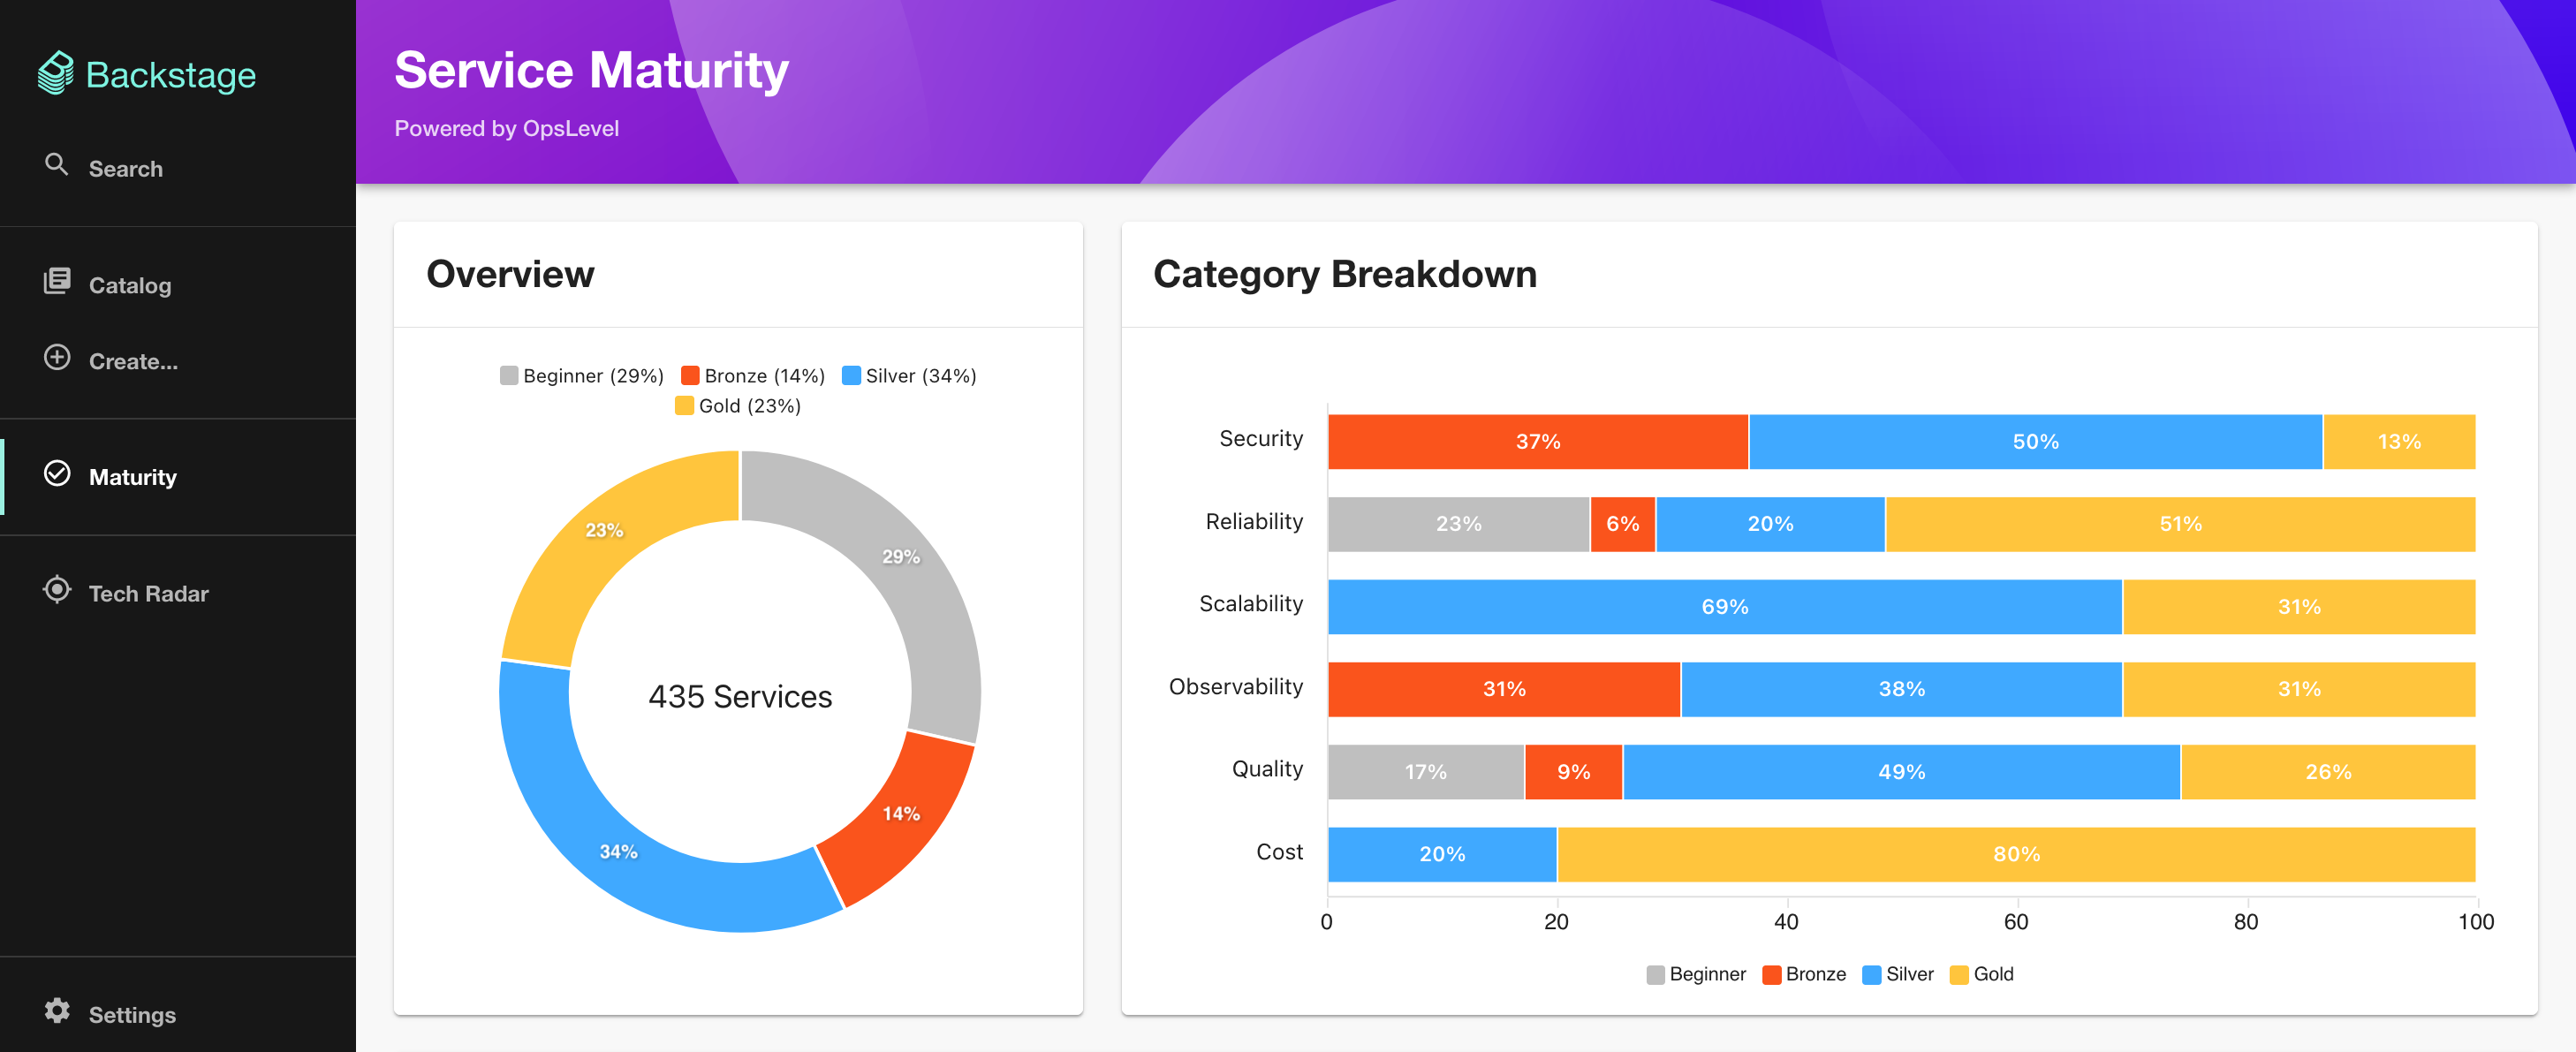 Backstage
Search
Catalog
Create...
Maturity
Tech Radar
Settings
Service Maturity
Powered by OpsLevel
Overview
Beginner (29%) Bronze (14%) Silver (34%)
Gold (23%)
23%
29%
435 Services
14%
34%
Category Breakdown
Security 37% 50% 13%
Reliability 23% 6% 20% 51%
Scalability 69% 31%
Observability 31% 38% 31%
Quality 17% 9% 49% 26%
Cost 20% 80%
0 20 40 60 80 100
Beginner Bronze Silver Gold